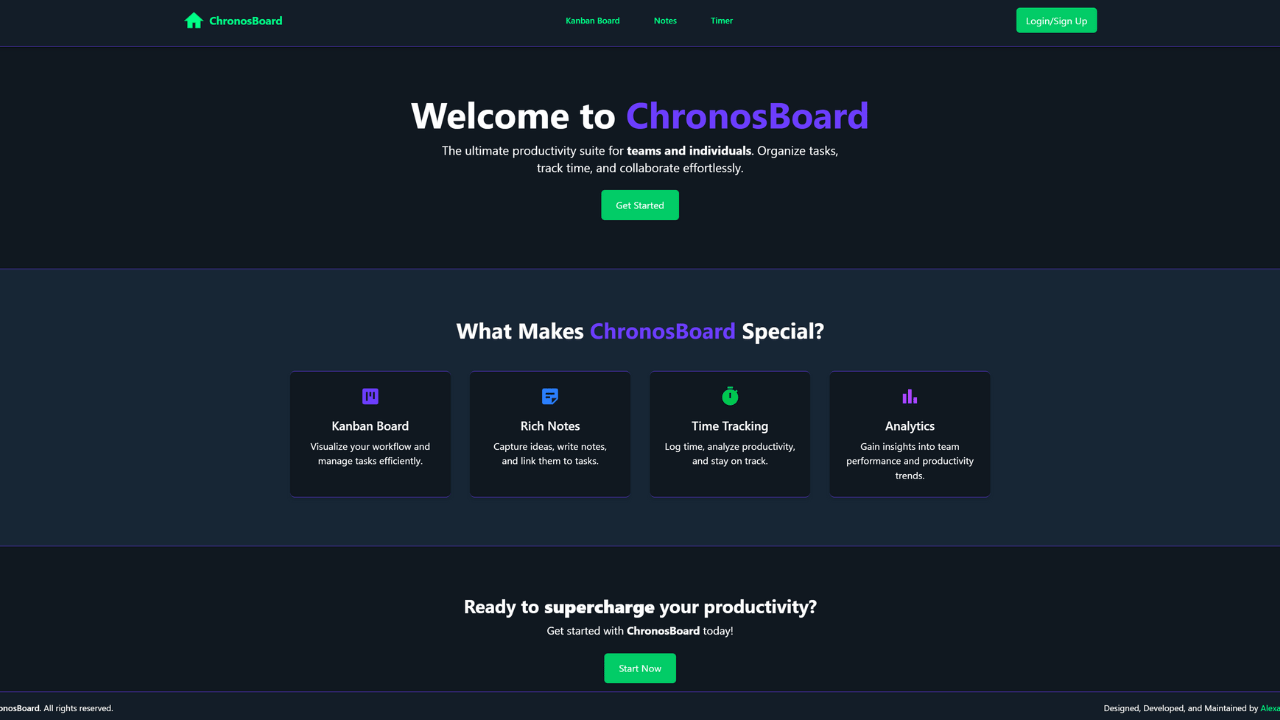 ChronosBoard
Kanban Board
Notes
Timer
Login/Sign Up
Welcome to ChronosBoard
The ultimate productivity suite for teams and individuals. Organize tasks,
track time, and collaborate effortlessly.
Get Started
What Makes ChronosBoard Special?
Kanban Board
Visualize your workflow and
manage tasks efficiently.
Rich Notes
Capture ideas, write notes,
and link them to tasks.
Time Tracking
Log time, analyze productivity,
and stay on track.
Analytics
Gain insights into team
performance and productivity
trends.
Ready to supercharge your productivity?
Get started with ChronosBoard today!
Start Now
All rights reserved.
Designed, Developed, and Maintained by